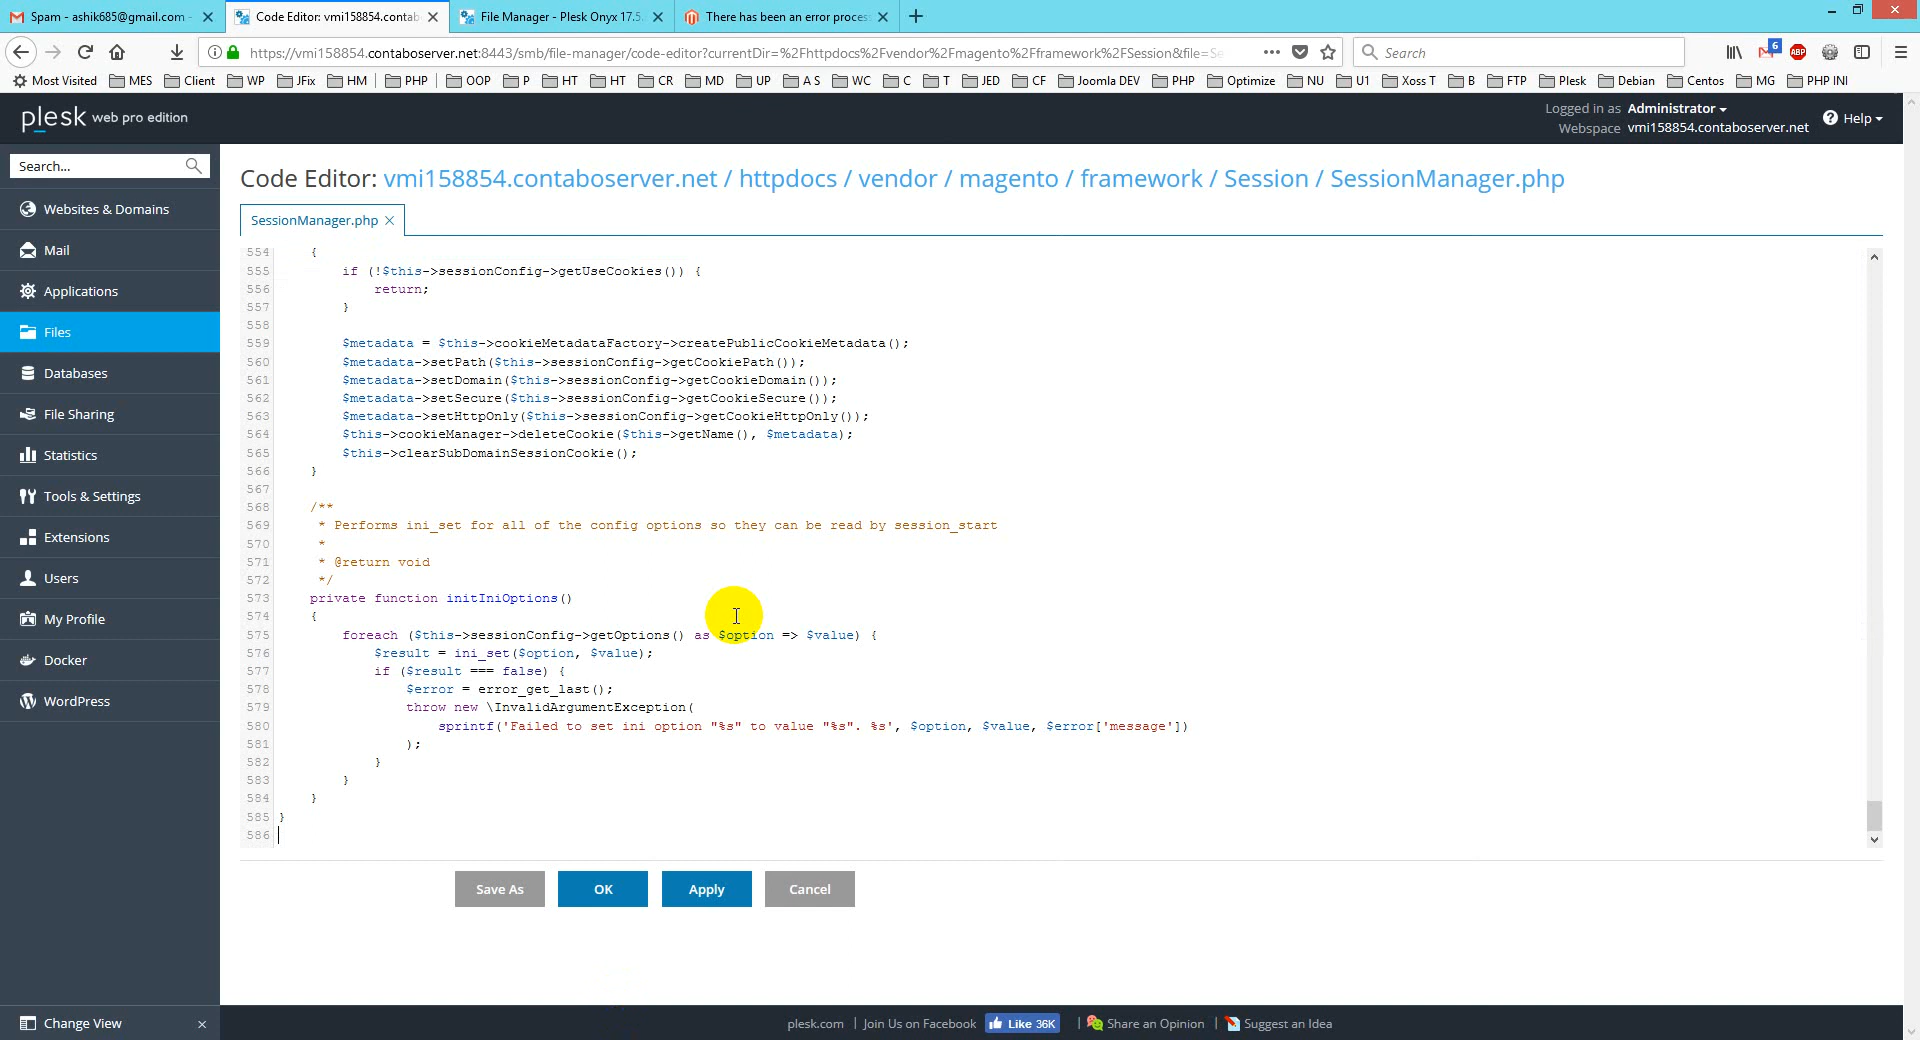 Spam - ashik685@gmail.com -
Code Editor: vmi158854.contab
File Manager - Plesk Onyx 17.5.
There has been an error proces
https://vmi158854.contaboserver.net:8443/smb/file-manager/code-editor?currentDir=%2Fhttpdocs%2Fvendor%2Fmagento%2Fframework%2FSession&file=Se
Search
6
ABP
Most Visited MES Client WP JFix HM PHP OOP P HT HT CR MD UP A S WC C T JED CF Joomla DEV PHP Optimize NU U1 Xoss T B FTP Plesk Debian Centos MG PHP INI
plesk web pro edition
Logged in as Administrator
Webspace vmi158854.contaboserver.net
Help
Search...
Websites & Domains
Mail
Applications
Files
Databases
File Sharing
Statistics
Tools & Settings
Extensions
Users
My Profile
Docker
WordPress
Change View
Code Editor: vmi158854.contaboserver.net / httpdocs / vendor / magento / framework / Session / SessionManager.php
SessionManager.php
554 {
555 if (!$this->sessionConfig->getUseCookies()) {
556 return;
557 }
558
559 $metadata = $this->cookieMetadataFactory->createPublicCookieMetadata();
560 $metadata->setPath($this->sessionConfig->getCookiePath());
561 $metadata->setDomain($this->sessionConfig->getCookieDomain());
562 $metadata->setSecure($this->sessionConfig->getCookieSecure());
563 $metadata->setHttpOnly($this->sessionConfig->getCookieHttpOnly());
564 $this->cookieManager->deleteCookie($this->getName(), $metadata);
565 $this->clearSubDomainSessionCookie();
566 }
567
568 /**
569 * Performs ini_set for all of the config options so they can be read by session_start
570 *
571 * @return void
572 */
573 private function initIniOptions()
574 {
575 foreach ($this->sessionConfig->getOptions() as $option => $value) {
576 $result = ini_set($option, $value);
577 if ($result === false) {
578 $error = error_get_last();
579 throw new \InvalidArgumentException(
580 sprintf('Failed to set ini option "%s" to value "%s". %s', $option, $value, $error['message'])
581 );
582 }
583 }
584 }
585 }
586
Save As OK Apply Cancel
plesk.com | Join Us on Facebook Like 36K | Share an Opinion | Suggest an Idea